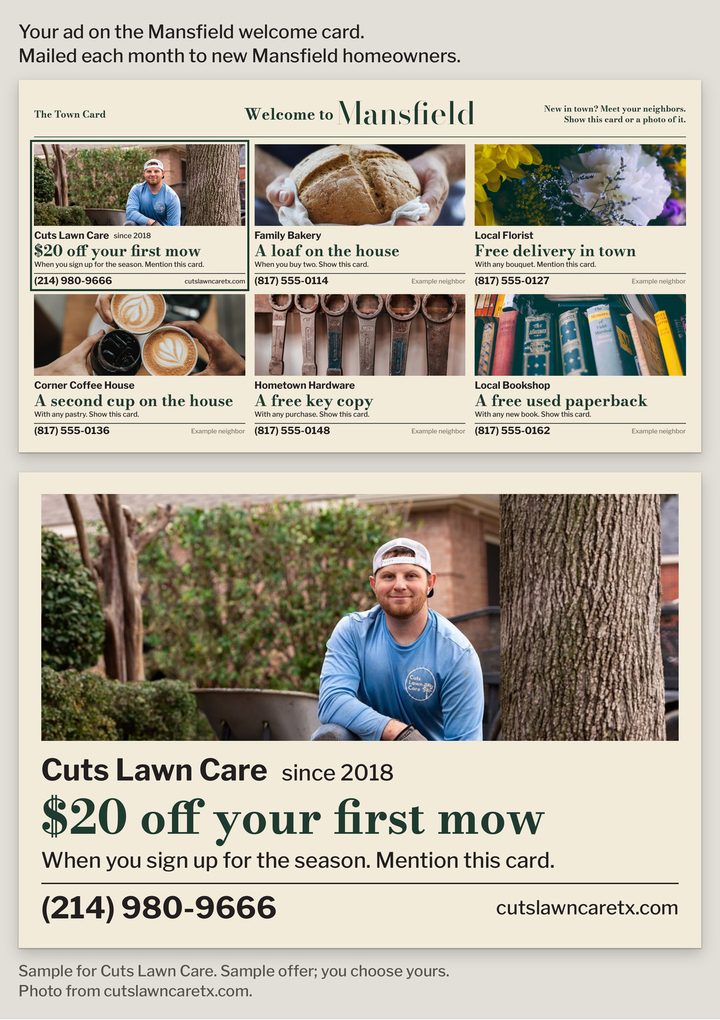 Your ad on the Mansfield welcome card.
Mailed each month to new Mansfield homeowners.
The Town Card
Welcome to Mansfield
New in town? Meet your neighbors.
Show this card or a photo of it.
Cuts Lawn Care since 2018
$20 off your first mow
When you sign up for the season. Mention this card.
(214) 980-9666 cutslawncaretx.com
Family Bakery
A loaf on the house
When you buy two. Show this card.
(817) 555-0114 Example neighbor
Local Florist
Free delivery in town
With any bouquet. Mention this card.
(817) 555-0127 Example neighbor
Corner Coffee House
A second cup on the house
With any pastry. Show this card.
(817) 555-0136 Example neighbor
Hometown Hardware
A free key copy
With any purchase. Show this card.
(817) 555-0148 Example neighbor
Local Bookshop
A free used paperback
With any new book. Show this card.
(817) 555-0162 Example neighbor
Cuts
Lawn
Care
Cuts Lawn Care since 2018
$20 off your first mow
When you sign up for the season. Mention this card.
(214) 980-9666 cutslawncaretx.com
Sample for Cuts Lawn Care. Sample offer; you choose yours.
Photo from cutslawncaretx.com.